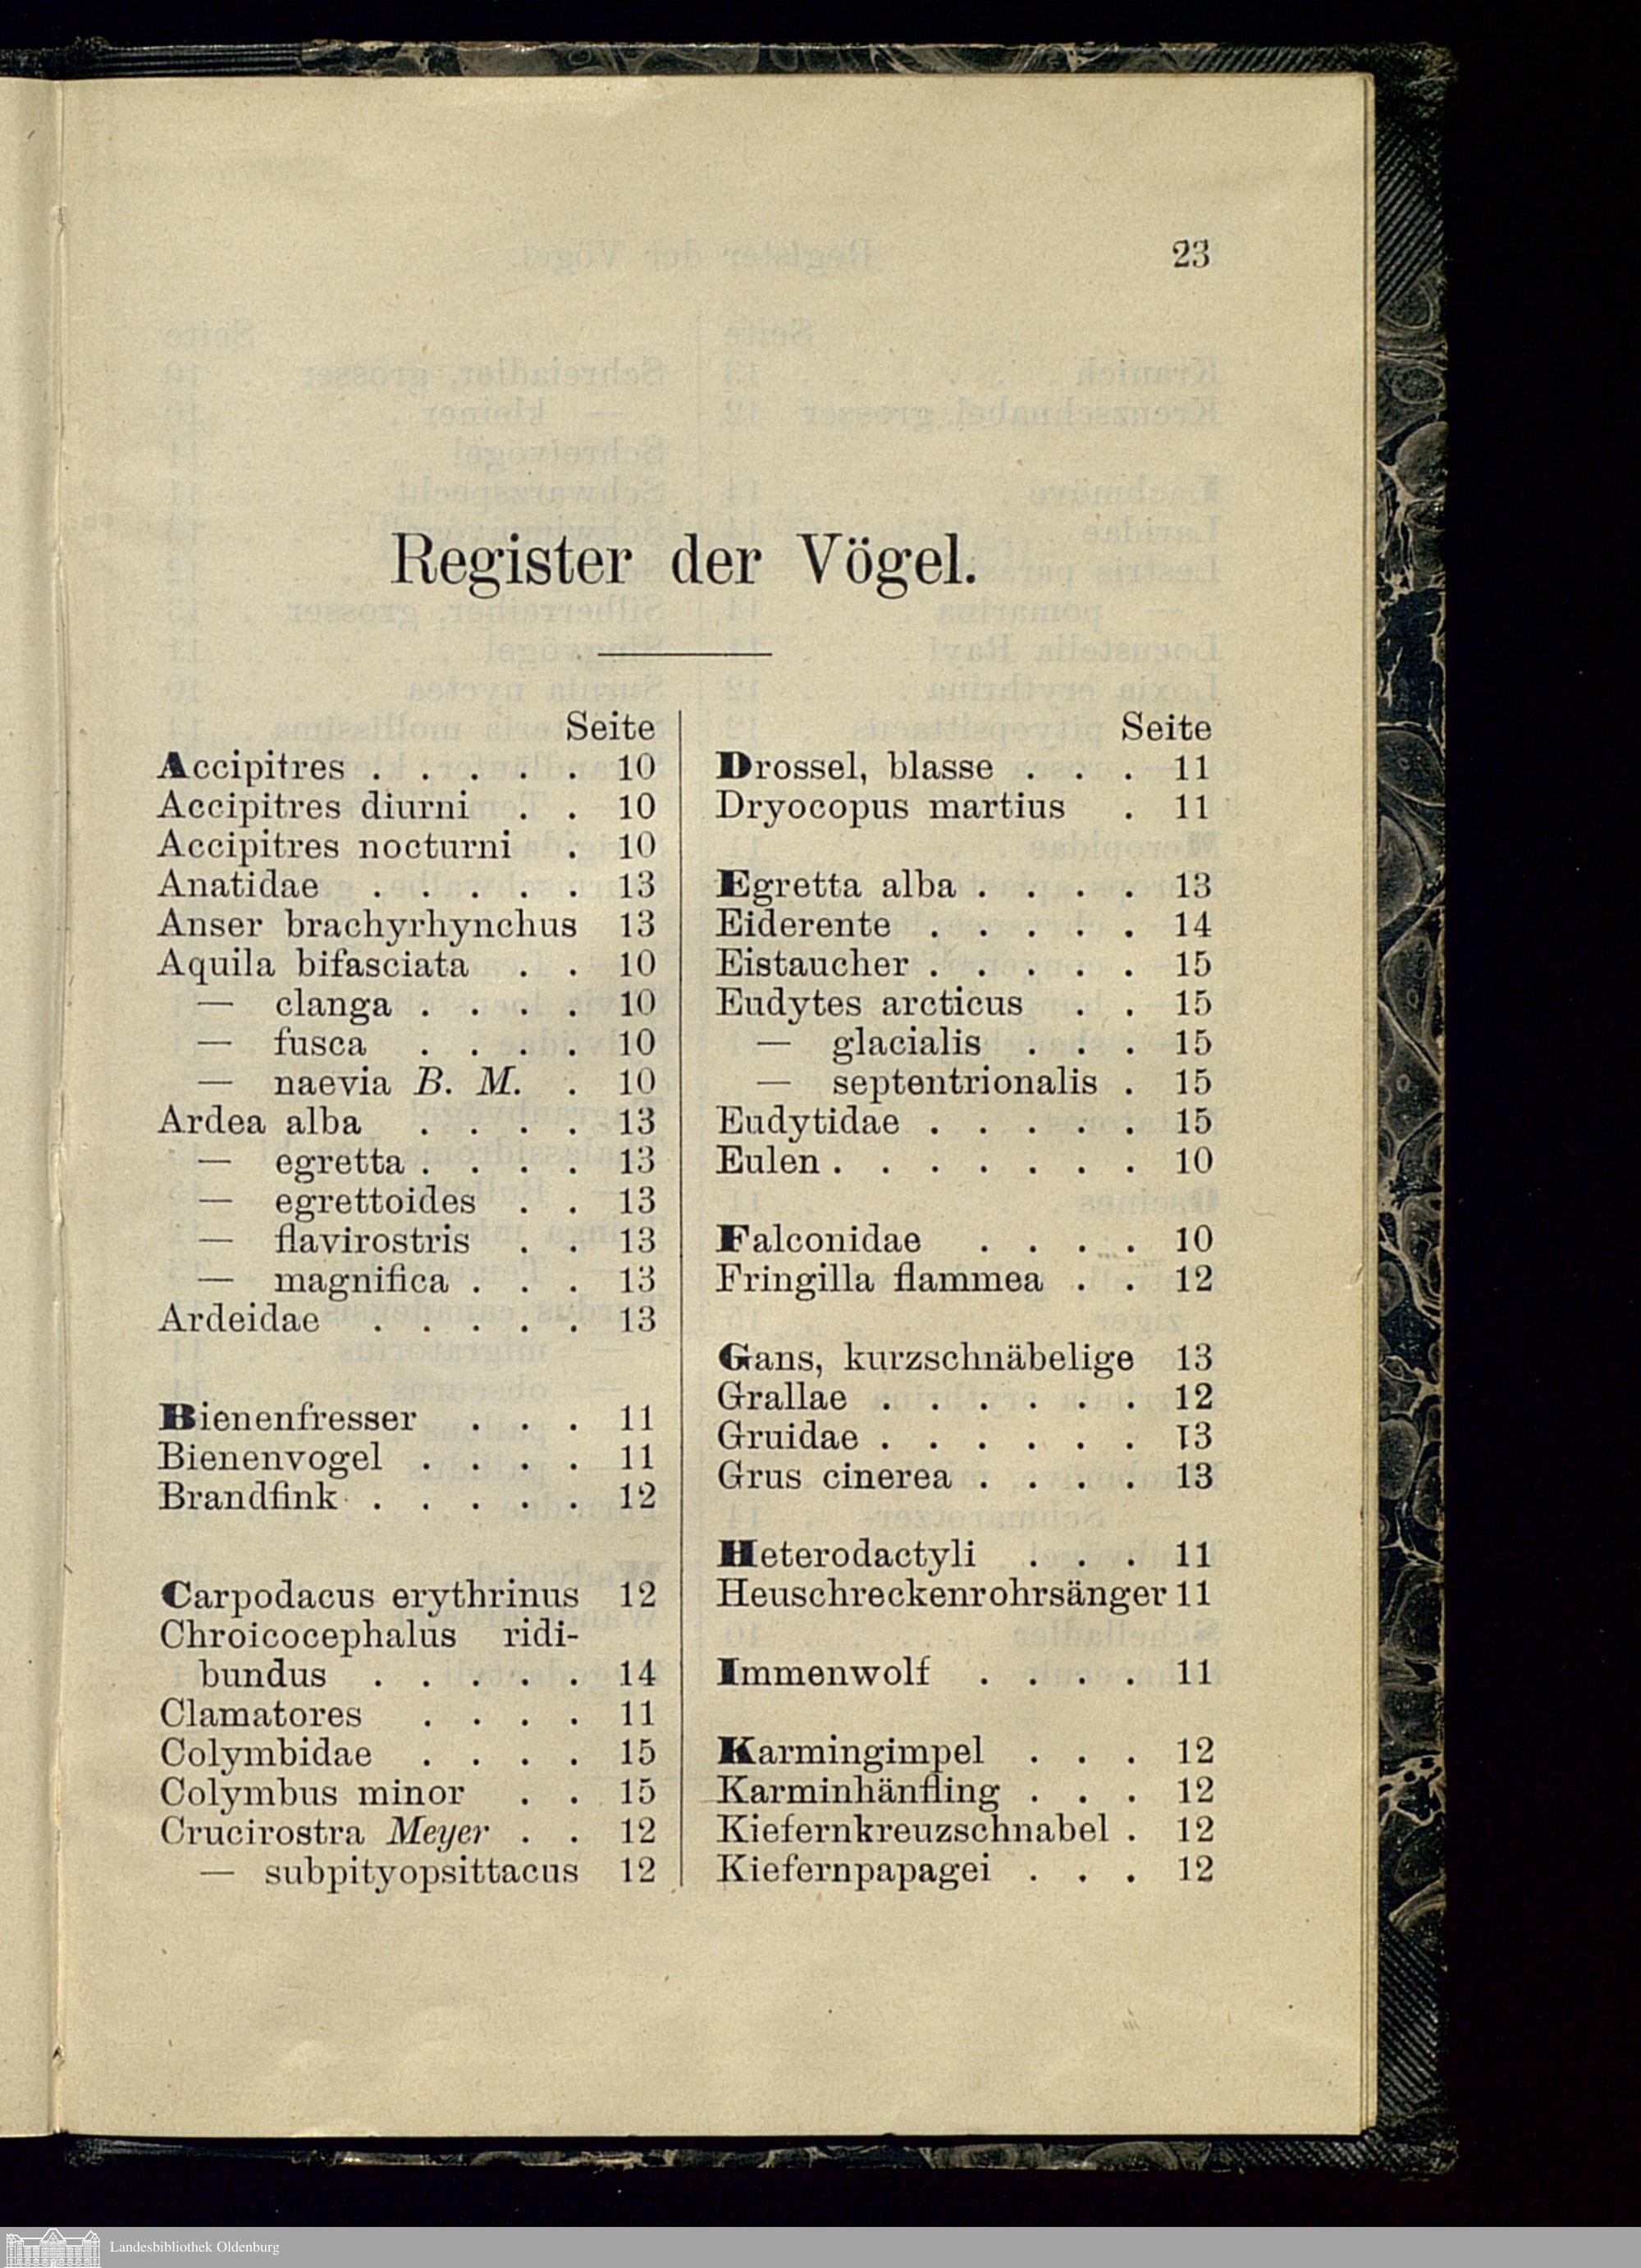 23
Register der Vögel.
Seite
Accipitres . . . . . 10
Accipitres diurni . . 10
Accipitres nocturni . 10
Anatidae . . . . . 13
Anser brachyrhynchus 13
Aquila bifasciata . . 10
— clanga . . . . 10
— fusca . . . . 10
— naevia B. M. . 10
Ardea alba . . . . 13
— egretta . . . . 13
— egrettoides . . 13
— flavirostris . . 13
— magnifica . . . 13
Ardeidae . . . . . 13
Bienenfresser . . . 11
Bienenvogel . . . . 11
Brandfink . . . . . 12
Carpodacus erythrinus 12
Chroicocephalus ridi-
bundus . . . . . 14
Clamatores . . . . 11
Colymbidae . . . . 15
Colymbus minor . . 15
Crucirostra Meyer . . 12
— subpityopsittacus 12
Seite
Drossel, blasse . . . 11
Dryocopus martius . 11
Egretta alba . . . . 13
Eiderente . . . . . 14
Eistaucher . . . . . 15
Eudytes arcticus . . 15
— glacialis . . . 15
— septentrionalis . 15
Eudytidae . . . . . 15
Eulen . . . . . . . 10
Falconidae . . . . 10
Fringilla flammea . . 12
Gans, kurzschnäbelige 13
Grallae . . . . . . 12
Gruidae . . . . . . 13
Grus cinerea . . . . 13
Heterodactyli . . . 11
Heuschreckenrohrsänger 11
Immenwolf . . . . 11
Karmingimpel . . . 12
Karminhänfling . . . 12
Kiefernkreuzschnabel . 12
Kiefernpapagei . . . 12
Landesbibliothek Oldenburg